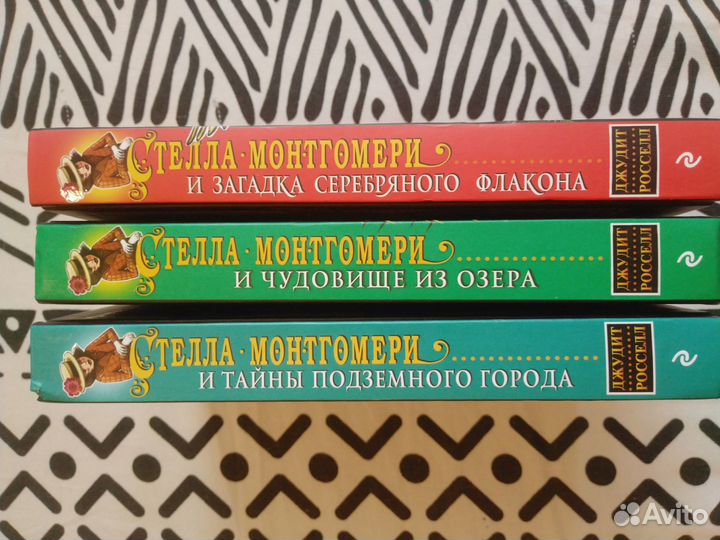 СТЕЛЛА · МОНТГОМЕРИ
И ЗАГАДКА СЕРЕБРЯНОГО ФЛАКОНА
ДЖУДИТ
РОССЕЛЛ
СТЕЛЛА · МОНТГОМЕРИ
И ЧУДОВИЩЕ ИЗ ОЗЕРА
ДЖУДИТ
РОССЕЛЛ
СТЕЛЛА · МОНТГОМЕРИ
И ТАЙНЫ ПОДЗЕМНОГО ГОРОДА
ДЖУДИТ
РОССЕЛЛ
Avito